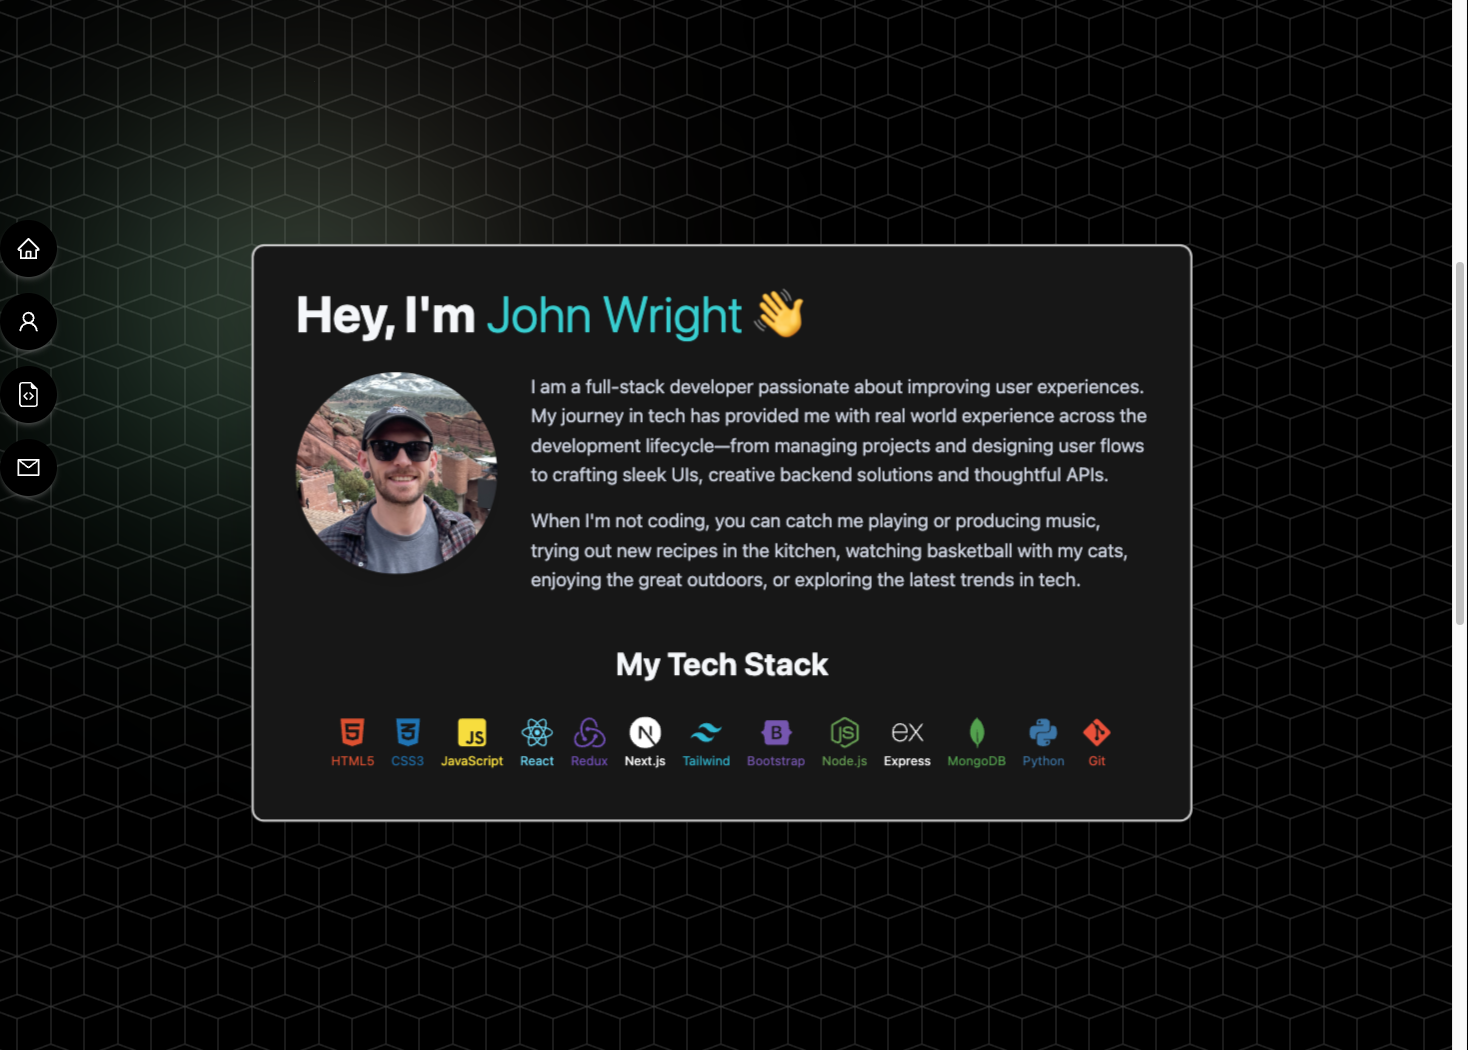 Hey, I'm John Wright 👋
I am a full-stack developer passionate about improving user experiences.
My journey in tech has provided me with real world experience across the
development lifecycle—from managing projects and designing user flows
to crafting sleek UIs, creative backend solutions and thoughtful APIs.
When I'm not coding, you can catch me playing or producing music,
trying out new recipes in the kitchen, watching basketball with my cats,
enjoying the great outdoors, or exploring the latest trends in tech.
My Tech Stack
5 3 JS N B JS ex
HTML5 CSS3 JavaScript React Redux Next.js Tailwind Bootstrap Node.js Express MongoDB Python Git